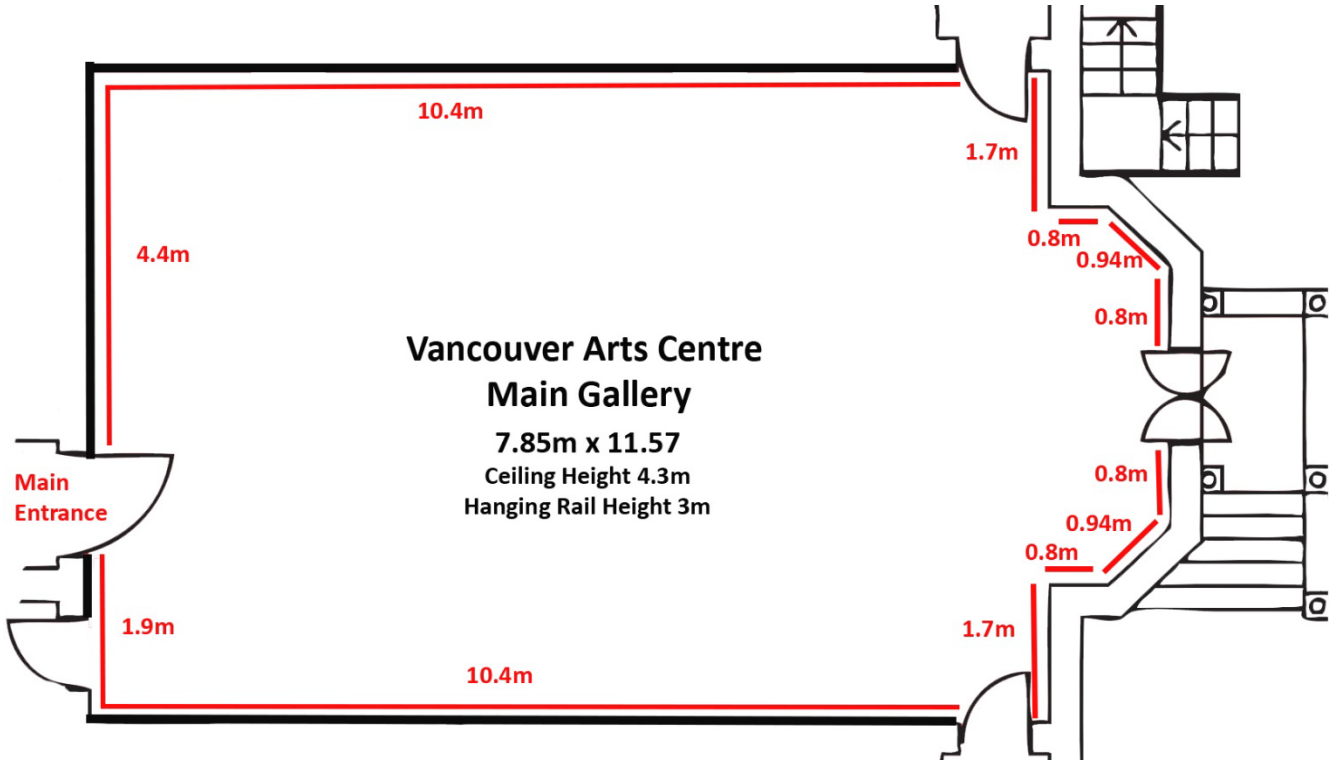 10.4m
1.7m
4.4m
0.8m
0.94m
0.8m
Vancouver Arts Centre
Main Gallery
7.85m x 11.57
Ceiling Height 4.3m
Hanging Rail Height 3m
Main
Entrance
0.8m
0.94m
0.8m
1.9m
1.7m
10.4m